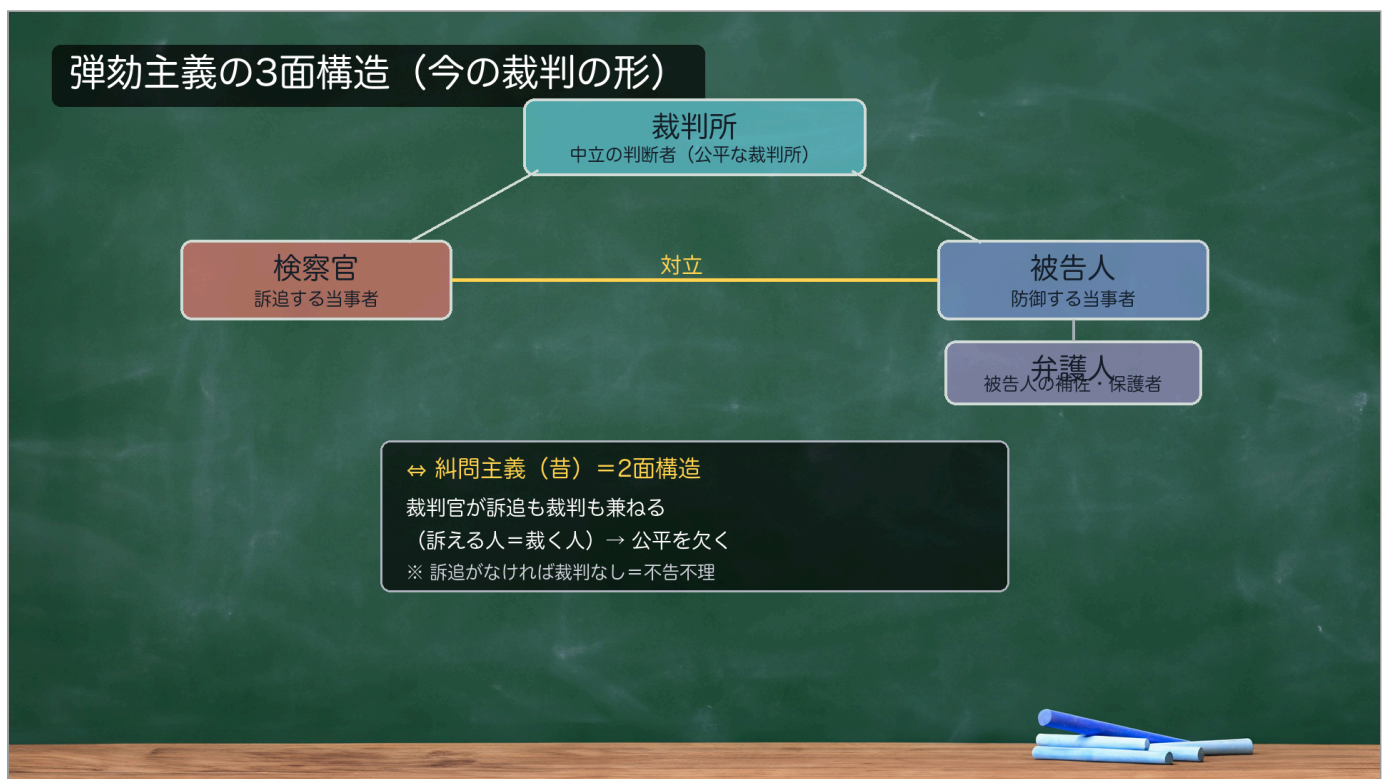 弾劾主義の3面構造（今の裁判の形）
裁判所
中立の判断者（公平な裁判所）
検察官
訴追する当事者
対立
被告人
防御する当事者
弁護人
被告人の補佐・保護者
⇔ 糾問主義（昔）＝2面構造
裁判官が訴追も裁判も兼ねる
（訴える人＝裁く人）→ 公平を欠く
※ 訴追がなければ裁判なし＝不告不理